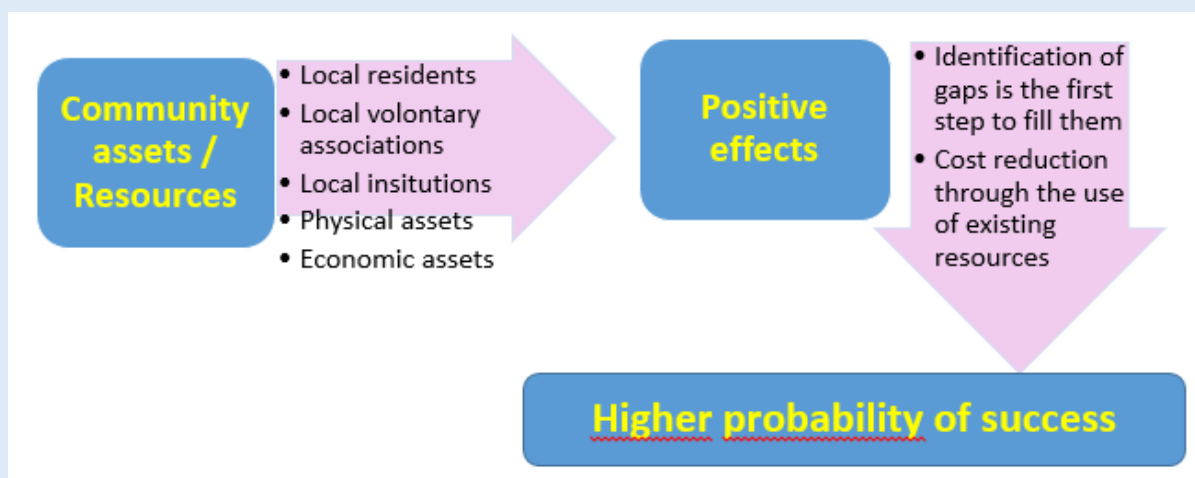 Community
assets /
Resources
• Local residents
• Local volontary
associations
• Local insitutions
• Physical assets
• Economic assets
Positive
effects
• Identification of
gaps is the first
step to fill them
• Cost reduction
through the use
of existing
resources
Higher probability of success